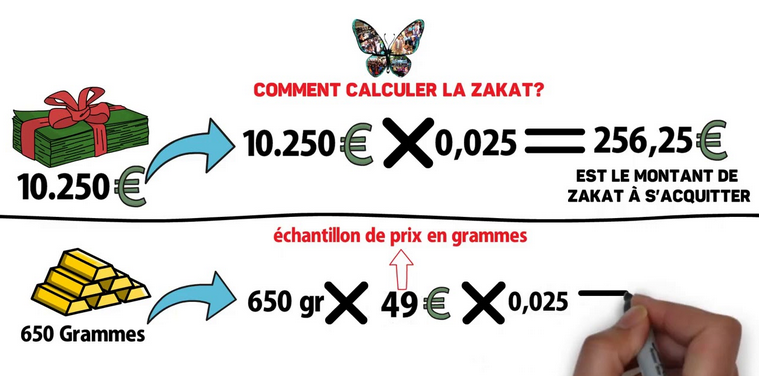 COMMENT CALCULER LA ZAKAT?
10.250€
10.250€ X 0,025 = 256,25€
EST LE MONTANT DE
ZAKAT À S'ACQUITTER
échantillon de prix en grammes
650 Grammes
650 gr X 49€ X 0,025